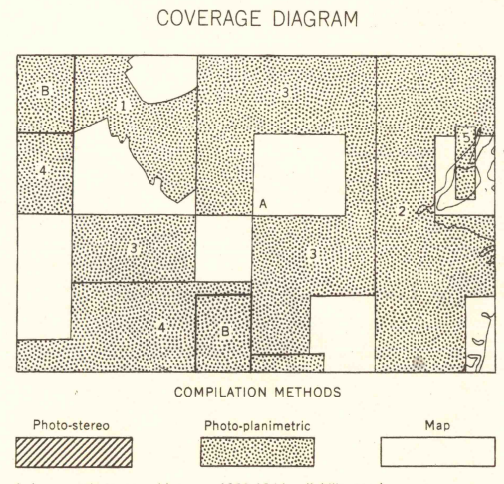 COVERAGE DIAGRAM
B
1
3
5
4
A
2
3
3
4
B
COMPILATION METHODS
Photo-stereo
Photo-planimetric
Map